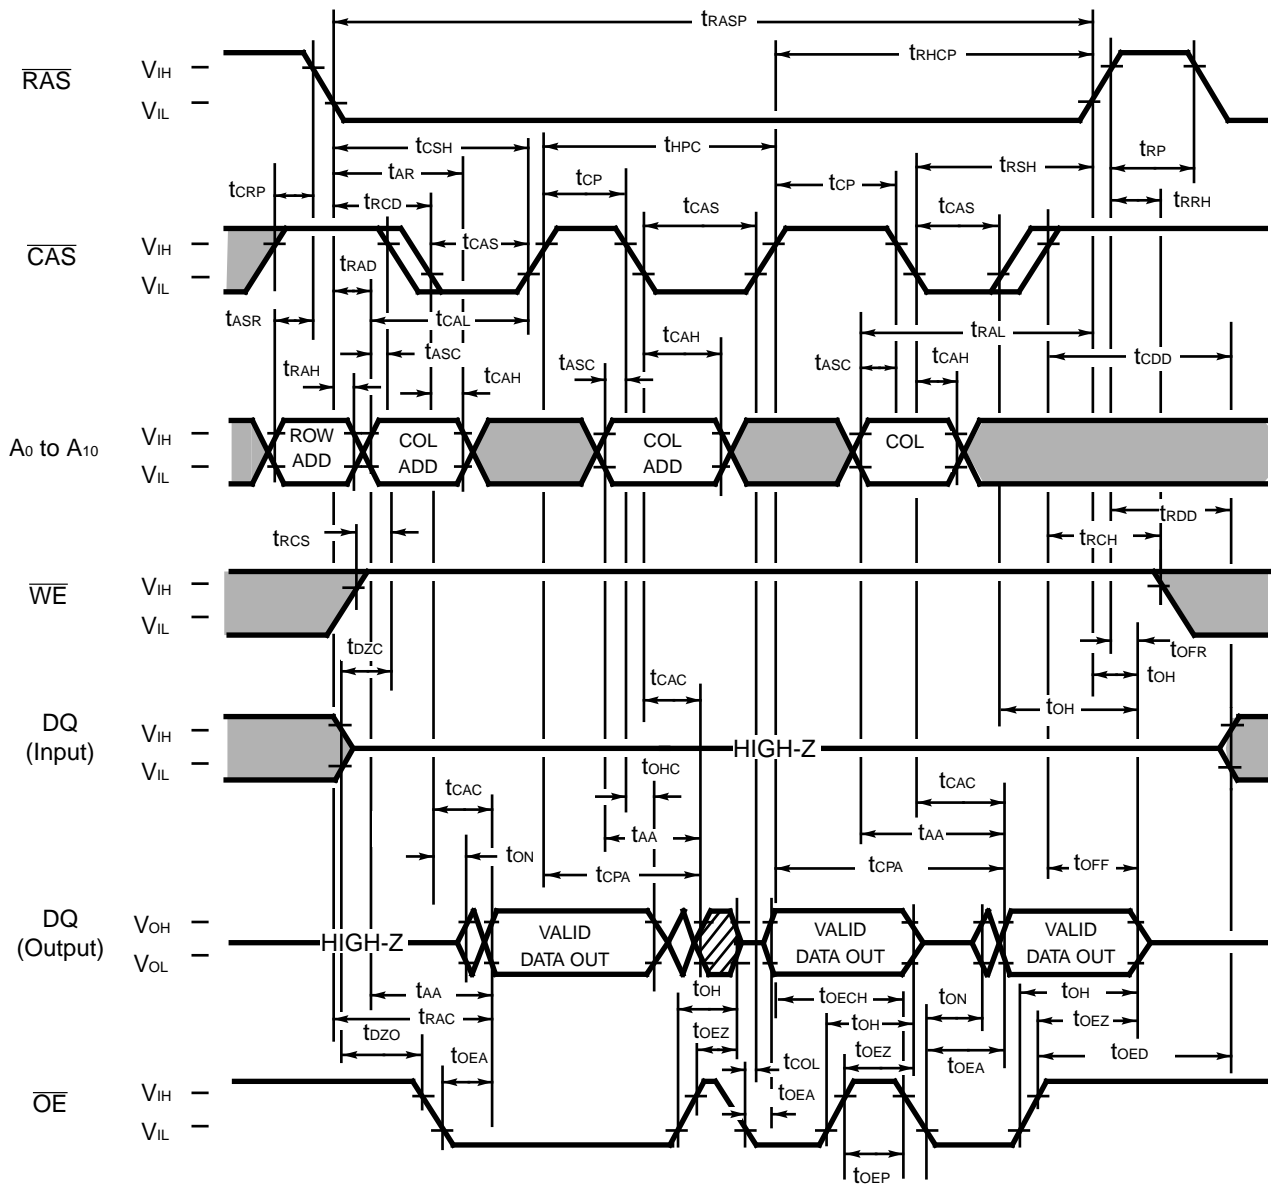 tRASP
tRHCP
RAS
VIH
VIL
tCSH
tHPC
tRP
tAR
tRSH
tCRP
tCP
tCP
tRCD
tCAS
tCAS
tRRH
CAS
VIH
VIL
tCAS
tRAD
tASR
tCAL
tRAL
tCAH
tASC
tASC
tCAH
tCDD
tRAH
tCAH
A0 to A10
VIH
VIL
ROW
ADD
COL
ADD
COL
ADD
COL
tRDD
tRCS
tRCH
WE
VIH
VIL
tDZC
tOFR
tCAC
tOH
tOH
DQ
(Input)
VIH
VIL
HIGH-Z
tOHC
tCAC
tCAC
tAA
tAA
tON
tCPA
tCPA
tOFF
DQ
(Output)
VOH
VOL
HIGH-Z
VALID
DATA OUT
VALID
DATA OUT
VALID
DATA OUT
tAA
tOH
tOECH
tON
tOH
tRAC
tOH
tOEZ
tDZO
tOEZ
tOEZ
tOED
tOEA
tCOL
tOEA
tOEA
OE
VIH
VIL
tOEP